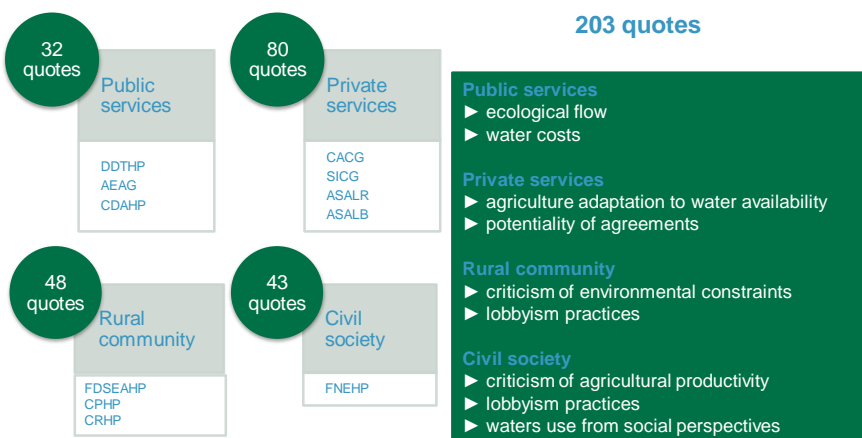 203 quotes
32
quotes
Public
services
DDTHP
AEAG
CDAHP
80
quotes
Private
services
CACG
SICG
ASALR
ASALB
48
quotes
Rural
community
FDSEAHP
CPHP
CRHP
43
quotes
Civil
society
FNEHP
Public services
► ecological flow
► water costs
Private services
► agriculture adaptation to water availability
► potentiality of agreements
Rural community
► criticism of environmental constraints
► lobbyism practices
Civil society
► criticism of agricultural productivity
► lobbyism practices
► waters use from social perspectives